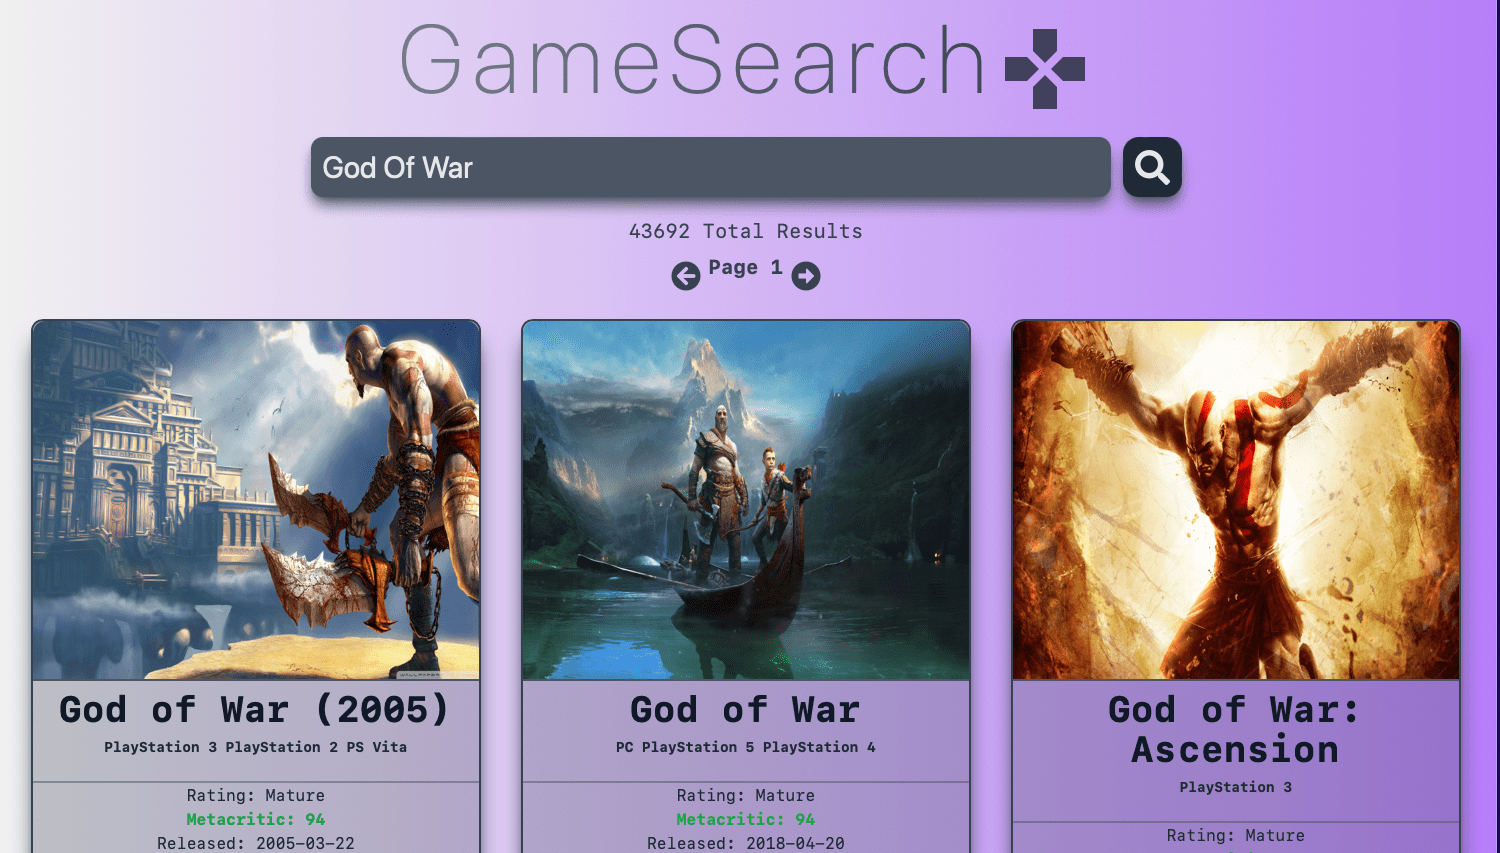 GameSearch
God Of War
43692 Total Results
Page 1
God of War (2005)
PlayStation 3 PlayStation 2 PS Vita
Rating: Mature
Metacritic: 94
Released: 2005-03-22
God of War
PC PlayStation 5 PlayStation 4
Rating: Mature
Metacritic: 94
Released: 2018-04-20
God of War:
Ascension
PlayStation 3
Rating: Mature